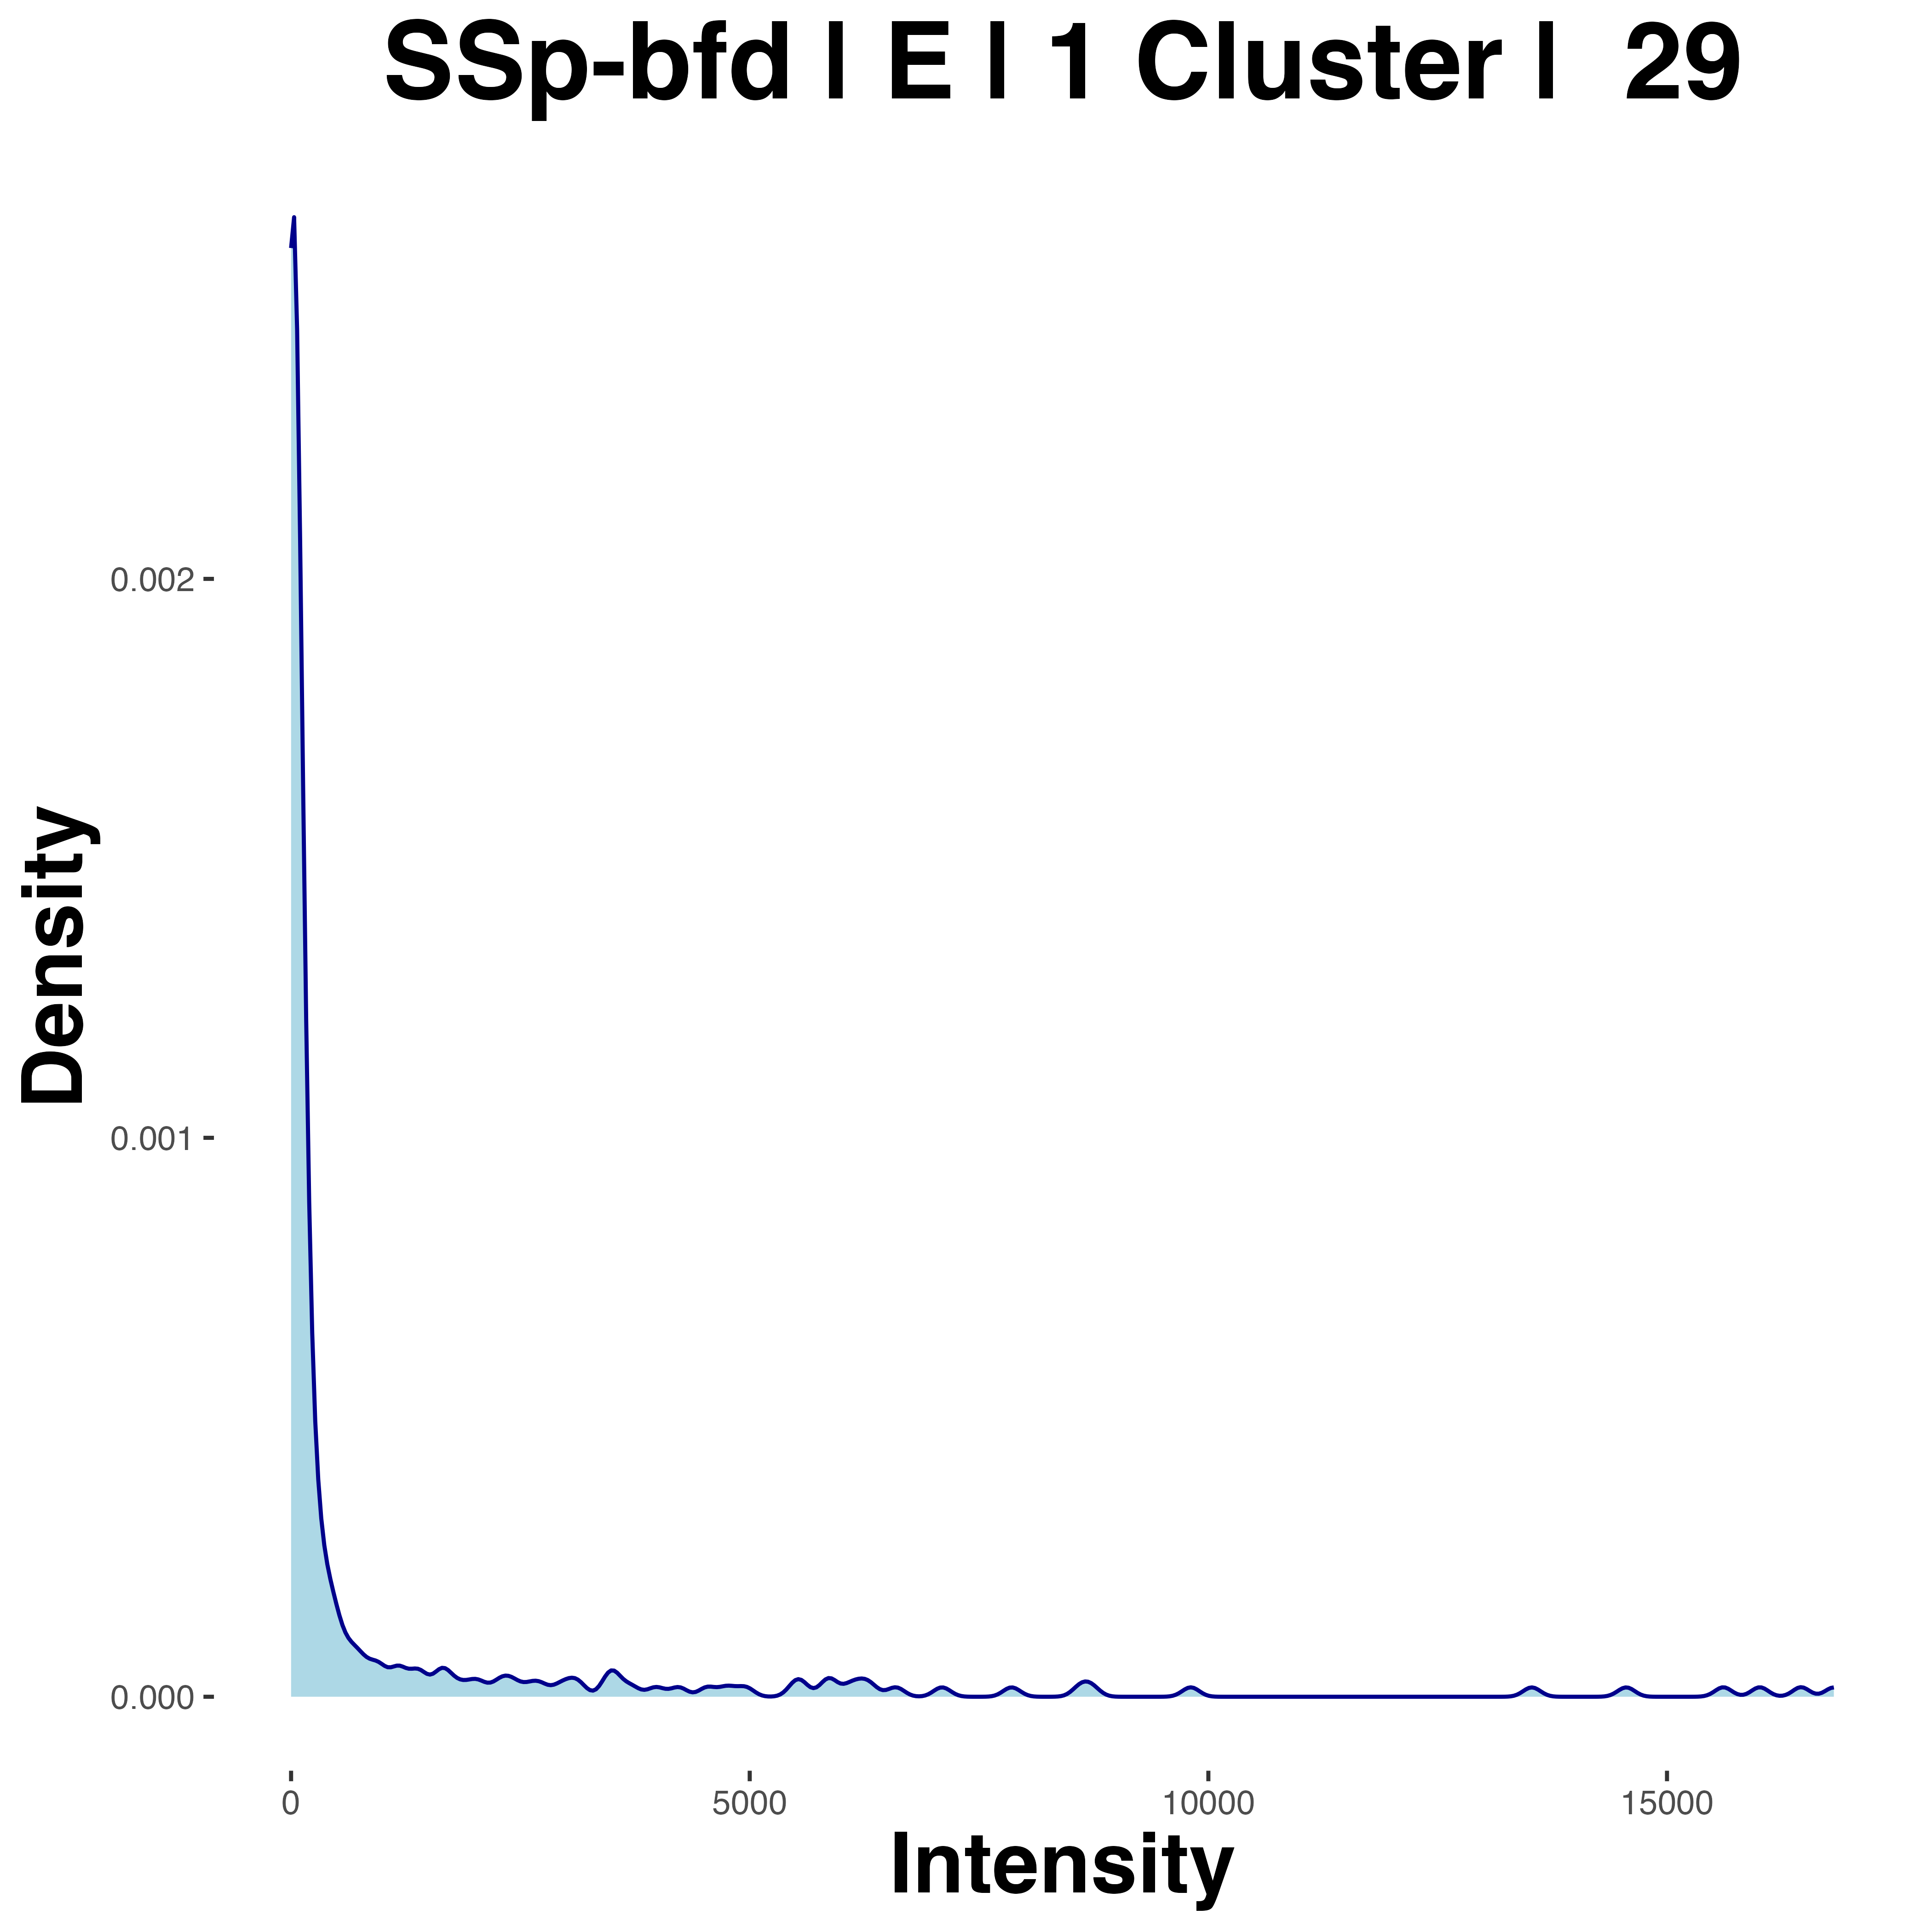 SSp-bfd | E | 1 Cluster | 29
Density
0.002
0.001
0.000
0
5000
10000
15000
Intensity